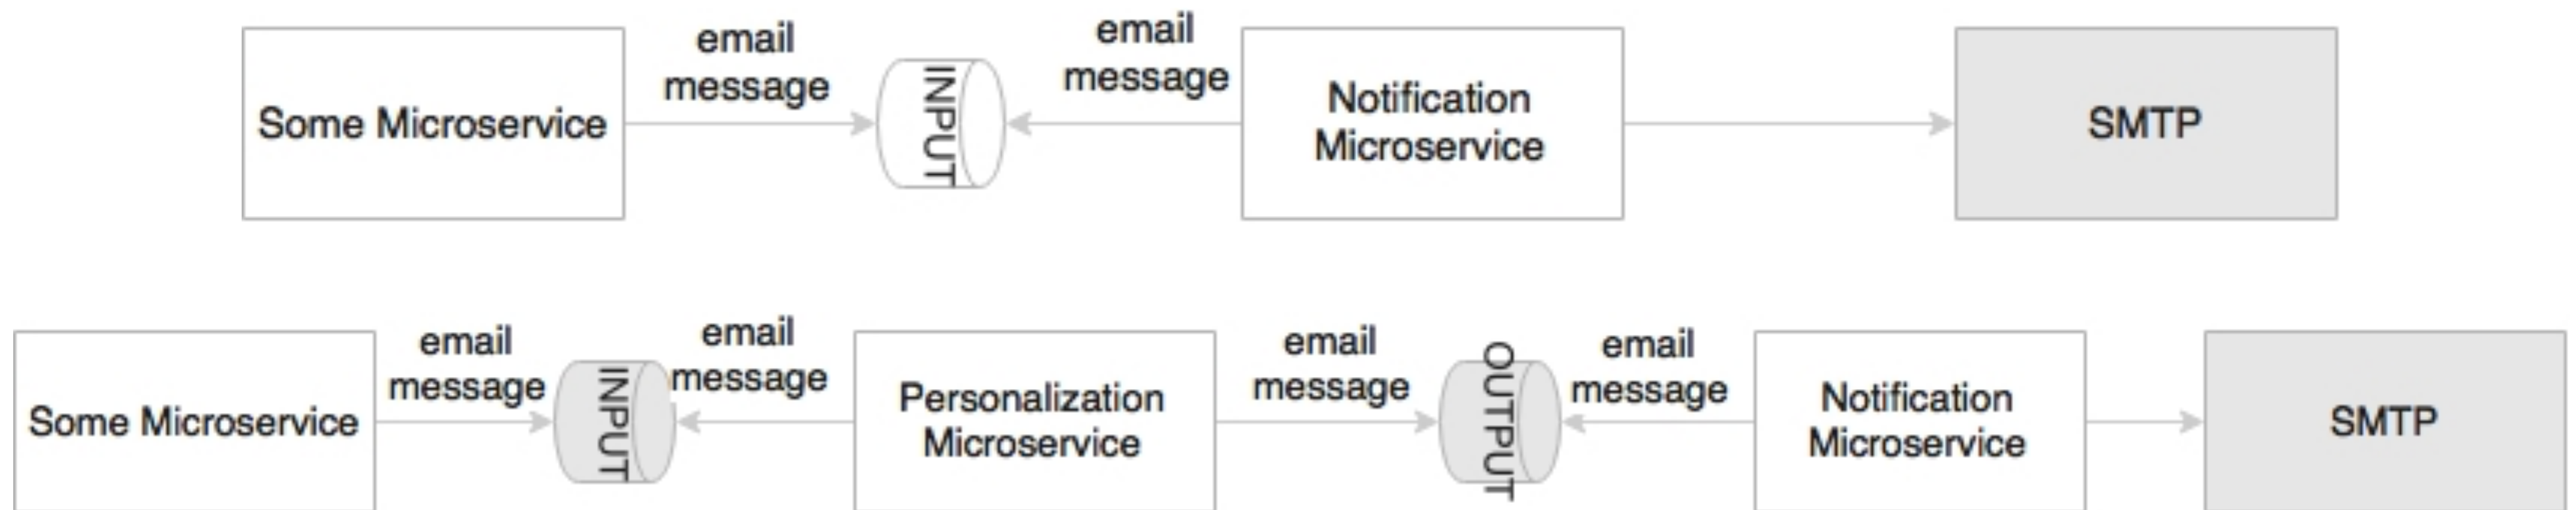 email
message
email
message
Some Microservice
INPUT
Notification
Microservice
SMTP
email
message
email
message
email
message
email
message
Some Microservice
INPUT
Personalization
Microservice
OUTPUT
Notification
Microservice
SMTP